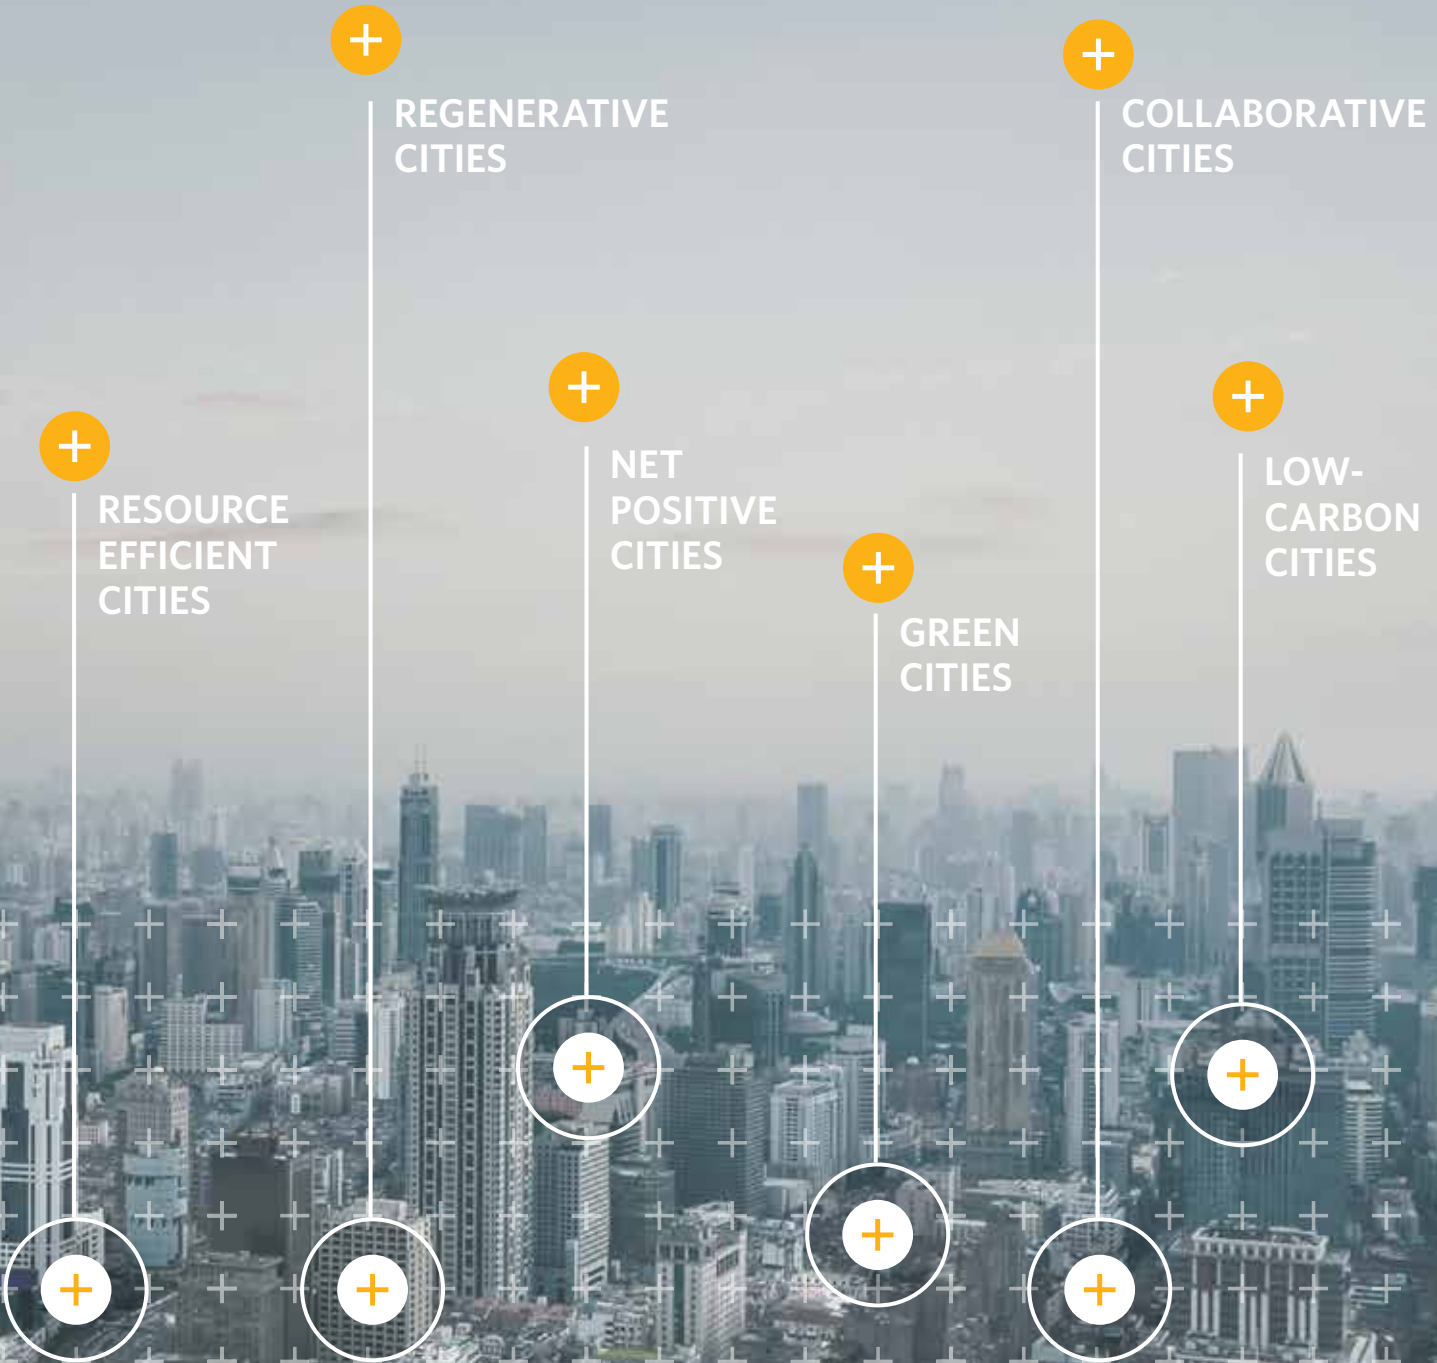 REGENERATIVE
CITIES
COLLABORATIVE
CITIES
RESOURCE
EFFICIENT
CITIES
NET
POSITIVE
CITIES
GREEN
CITIES
LOW-
CARBON
CITIES